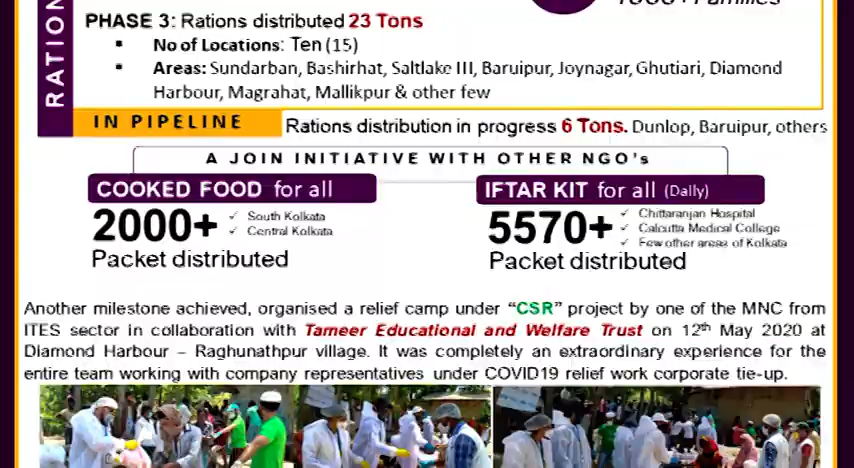 RATION
1000+ Families
PHASE 3: Rations distributed 23 Tons
▪ No of Locations: Ten (15)
▪ Areas: Sundarban, Bashirhat, Saltlake III, Baruipur, Joynagar, Ghutiari, Diamond
Harbour, Magrahat, Mallikpur & other few
IN PIPELINE
Rations distribution in progress 6 Tons. Dunlop, Baruipur, others
A JOIN INITIATIVE WITH OTHER NGO's
COOKED FOOD for all
2000+
✓ South Kolkata
✓ Central Kolkata
Packet distributed
IFTAR KIT for all (Daily)
5570+
✓ Chittaranjan Hospital
✓ Calcutta Medical College
✓ Few other areas of Kolkata
Packet distributed
Another milestone achieved, organised a relief camp under “CSR” project by one of the MNC from
ITES sector in collaboration with Tameer Educational and Welfare Trust on 12th May 2020 at
Diamond Harbour – Raghunathpur village. It was completely an extraordinary experience for the
entire team working with company representatives under COVID19 relief work corporate tie-up.